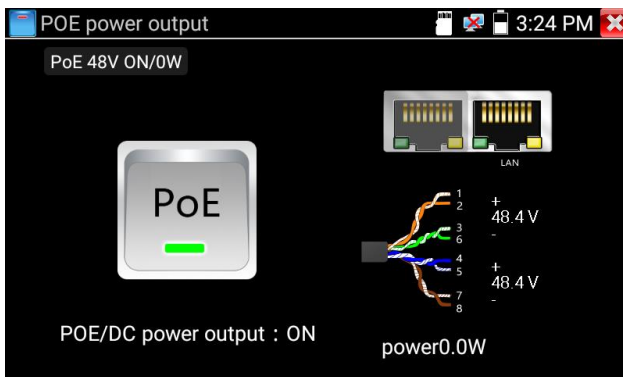 POE power output
3:24 PM
PoE 48V ON/0W
LAN
PoE
1
2
+
48.4 V
3
6
-
4
5
+
48.4 V
7
8
-
POE/DC power output : ON
power0.0W